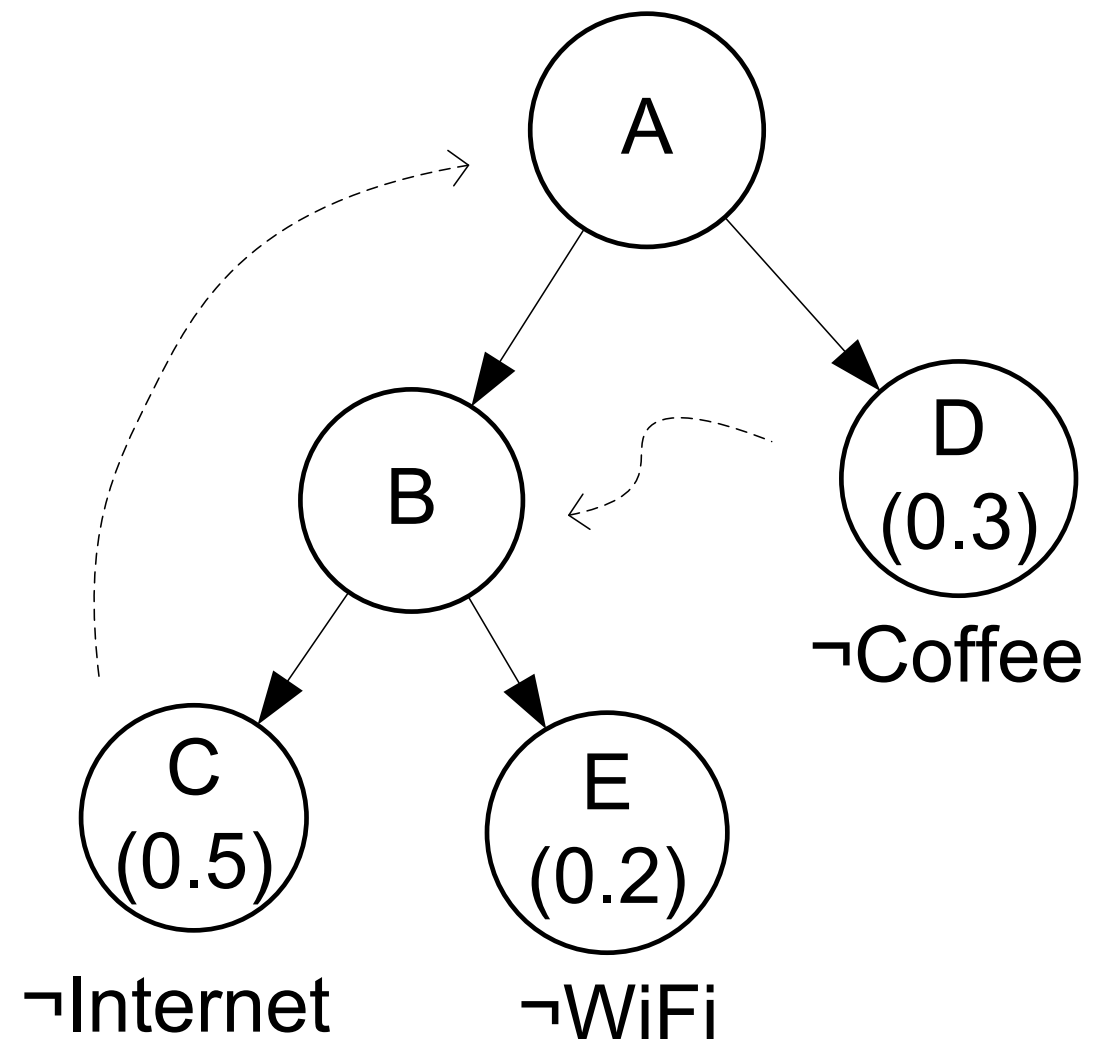 A
B
D
(0.3)
¬Coffee
C
(0.5)
E
(0.2)
¬Internet
¬WiFi